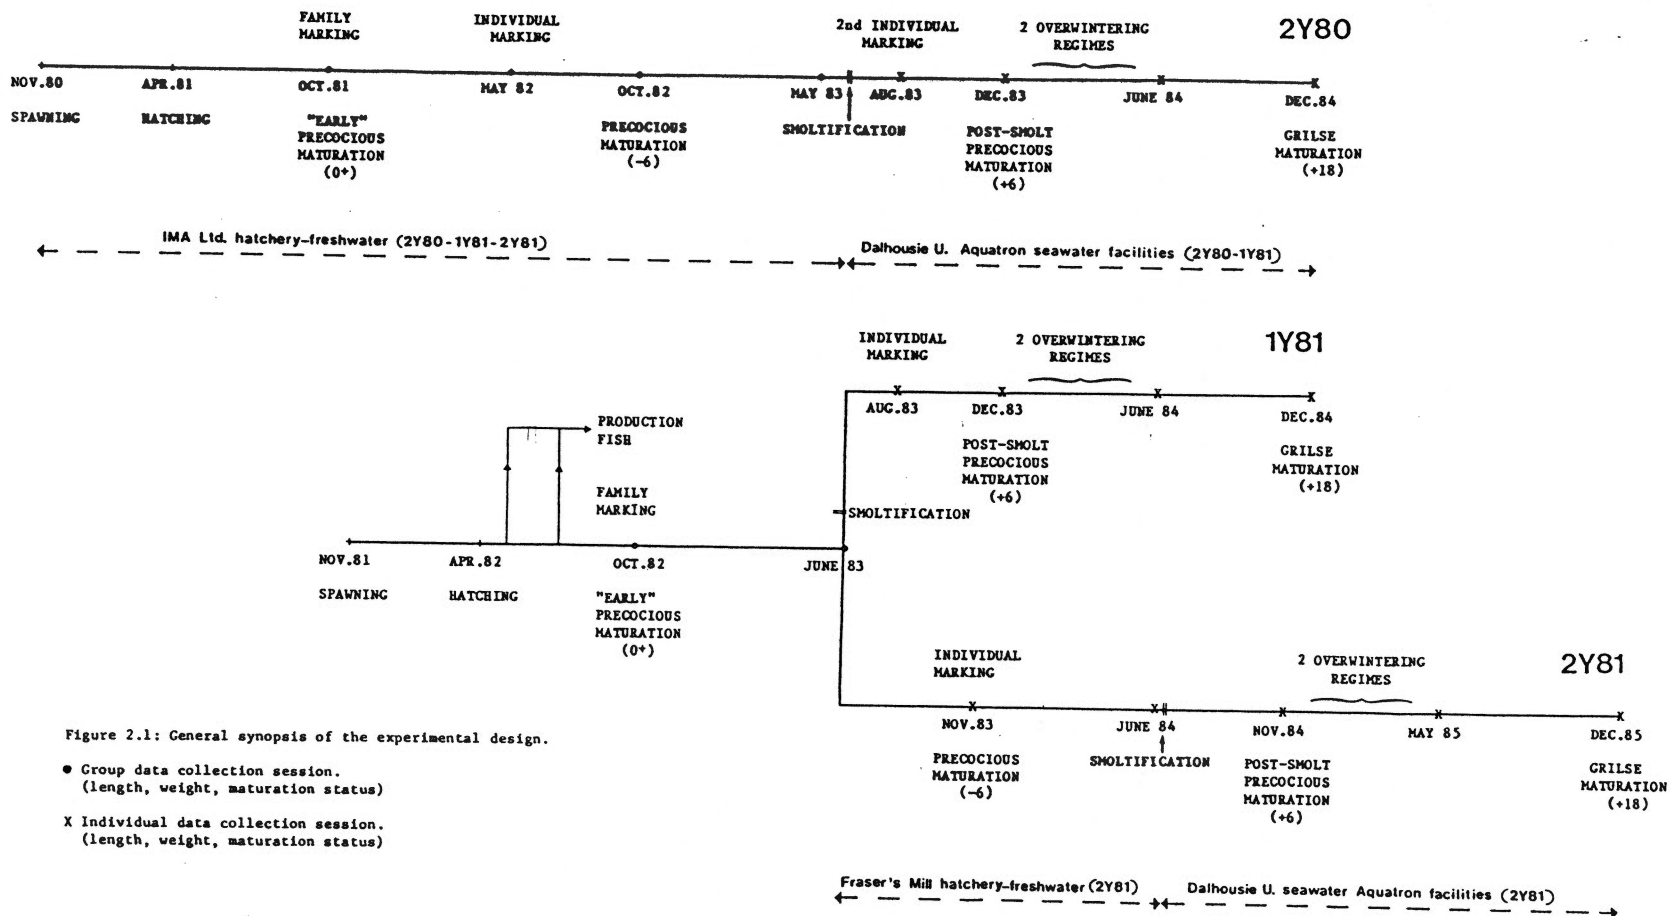 FAMILY
MARKING
INDIVIDUAL
MARKING
2nd INDIVIDUAL
MARKING
2 OVERWINTERING
REGIMES
2Y80
NOV.80
APR.81
OCT.81
MAY 82
OCT.82
MAY 83
AUG.83
DEC.83
JUNE 84
DEC.84
SPAWNING
HATCHING
"EARLY"
PRECOCIOUS
MATURATION
(0+)
PRECOCIOUS
MATURATION
(-6)
SMOLTIFICATION
POST-SMOLT
PRECOCIOUS
MATURATION
(+6)
GRILSE
MATURATION
(+18)
IMA Ltd. hatchery-freshwater (2Y80-1Y81-2Y81)
Dalhousie U. Aquatron seawater facilities (2Y80-1Y81)
INDIVIDUAL
MARKING
2 OVERWINTERING
REGIMES
1Y81
AUG.83
DEC.83
JUNE 84
DEC.84
POST-SMOLT
PRECOCIOUS
MATURATION
(+6)
GRILSE
MATURATION
(+18)
PRODUCTION
FISH
FAMILY
MARKING
SMOLTIFICATION
NOV.81
APR.82
OCT.82
JUNE 83
SPAWNING
HATCHING
"EARLY"
PRECOCIOUS
MATURATION
(0+)
INDIVIDUAL
MARKING
2 OVERWINTERING
REGIMES
2Y81
NOV.83
JUNE 84
NOV.84
MAY 85
DEC.85
PRECOCIOUS
MATURATION
(-6)
SMOLTIFICATION
POST-SMOLT
PRECOCIOUS
MATURATION
(+6)
GRILSE
MATURATION
(+18)
Figure 2.1: General synopsis of the experimental design.
● Group data collection session.
(length, weight, maturation status)
X Individual data collection session.
(length, weight, maturation status)
Fraser's Mill hatchery-freshwater (2Y81)
Dalhousie U. seawater Aquatron facilities (2Y81)